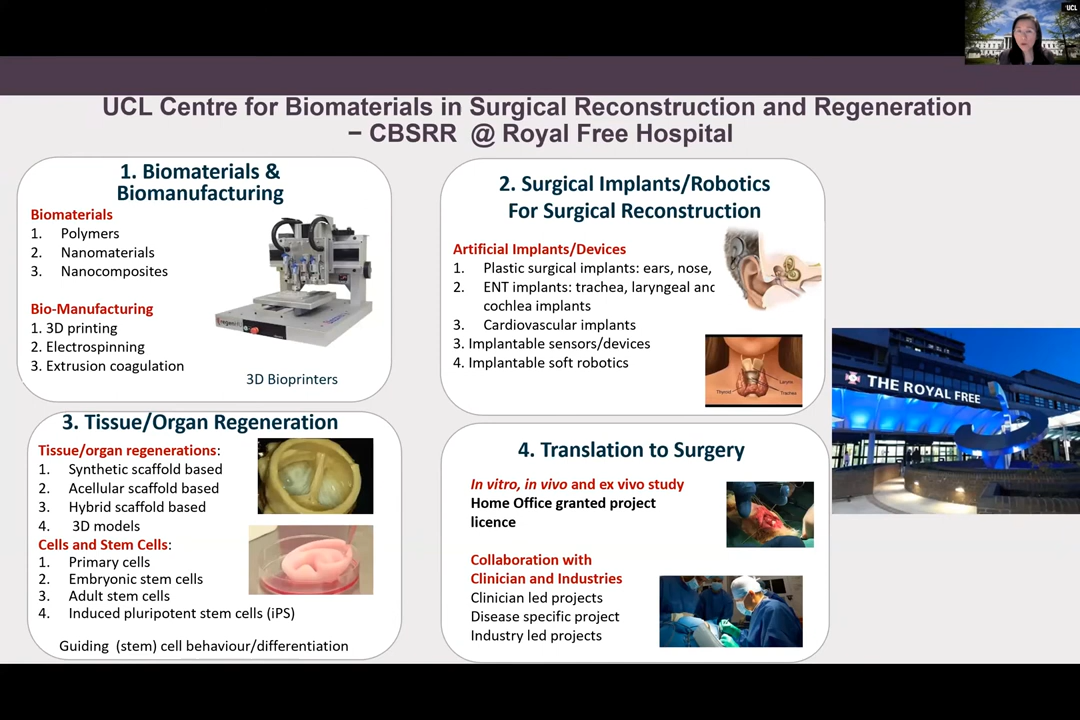 UCL
UCL Centre for Biomaterials in Surgical Reconstruction and Regeneration
– CBSRR @ Royal Free Hospital
1. Biomaterials &
Biomanufacturing
Biomaterials
1. Polymers
2. Nanomaterials
3. Nanocomposites
Bio-Manufacturing
1. 3D printing
2. Electrospinning
3. Extrusion coagulation
3D Bioprinters
2. Surgical Implants/Robotics
For Surgical Reconstruction
Artificial Implants/Devices
1. Plastic surgical implants: ears, nose,
2. ENT implants: trachea, laryngeal and
cochlea implants
3. Cardiovascular implants
3. Implantable sensors/devices
4. Implantable soft robotics
Thyroid
Larynx
Trachea
THE ROYAL FREE
3. Tissue/Organ Regeneration
Tissue/organ regenerations:
1. Synthetic scaffold based
2. Acellular scaffold based
3. Hybrid scaffold based
4. 3D models
Cells and Stem Cells:
1. Primary cells
2. Embryonic stem cells
3. Adult stem cells
4. Induced pluripotent stem cells (iPS)
Guiding (stem) cell behaviour/differentiation
4. Translation to Surgery
In vitro, in vivo and ex vivo study
Home Office granted project
licence
Collaboration with
Clinician and Industries
Clinician led projects
Disease specific project
Industry led projects